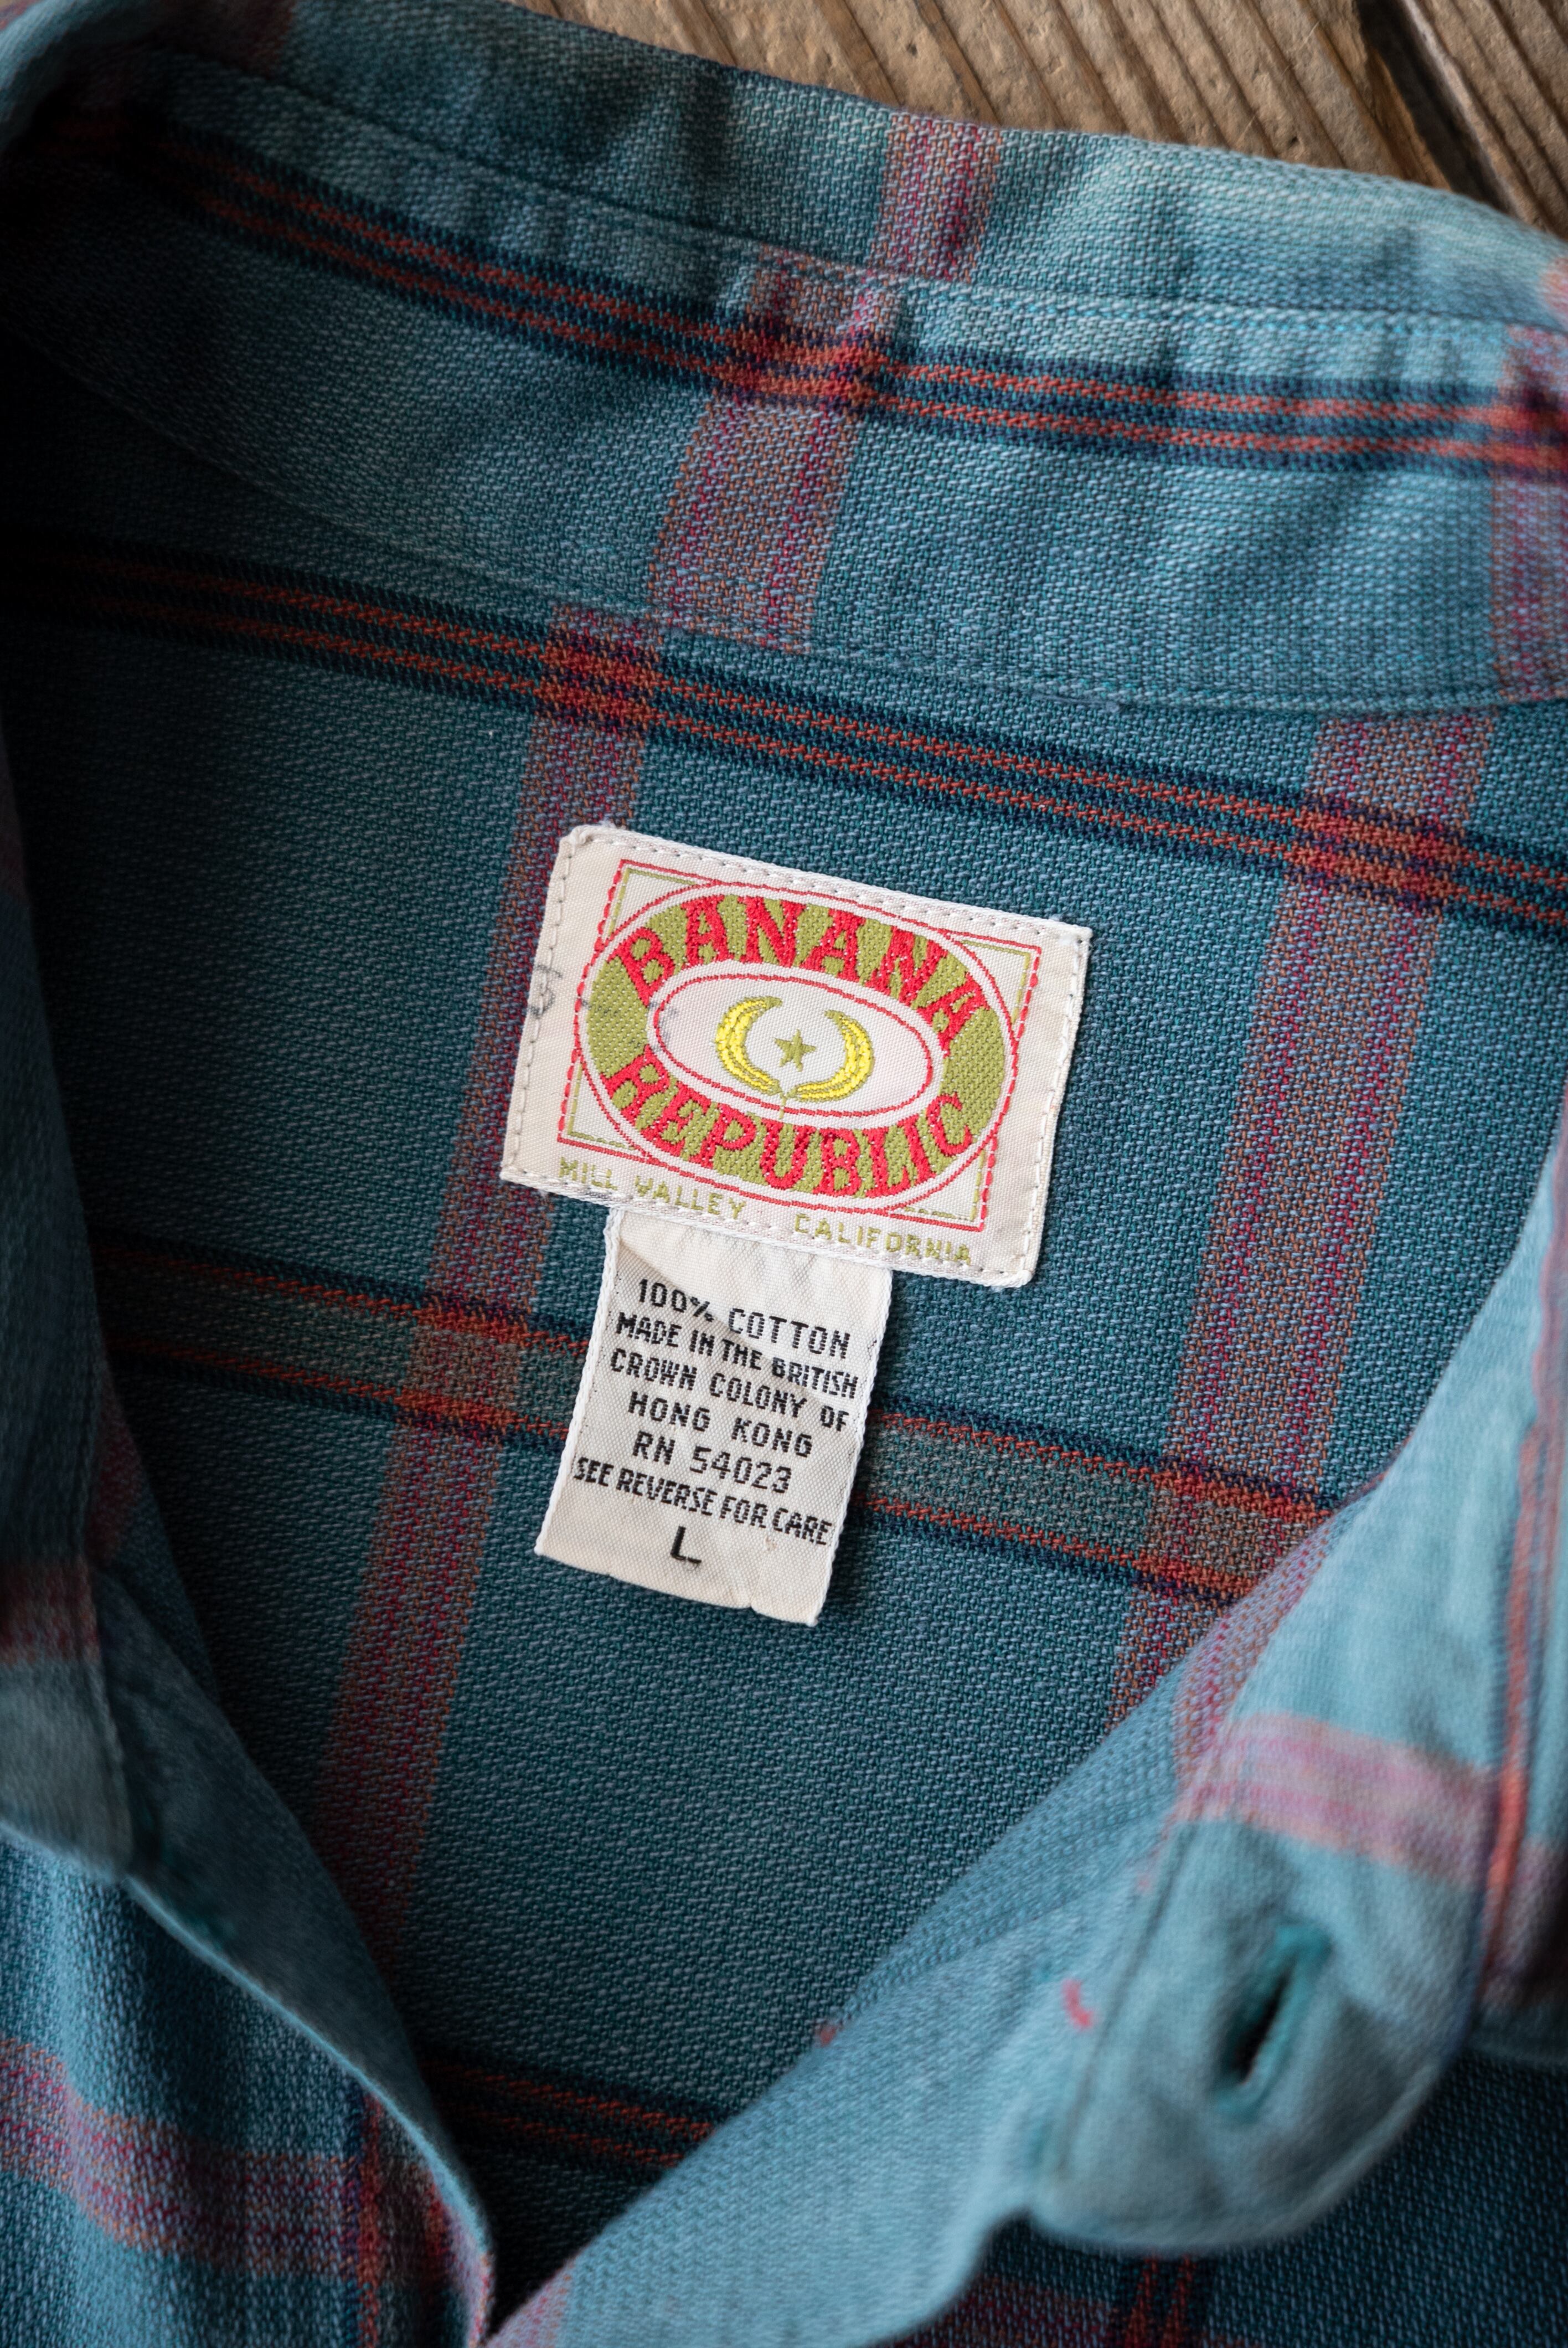 BANANA
REPUBLIC
MILL VALLEY CALIFORNIA
100% COTTON
MADE IN THE BRITISH
CROWN COLONY OF
HONG KONG
RN 54023
SEE REVERSE FOR CARE
L